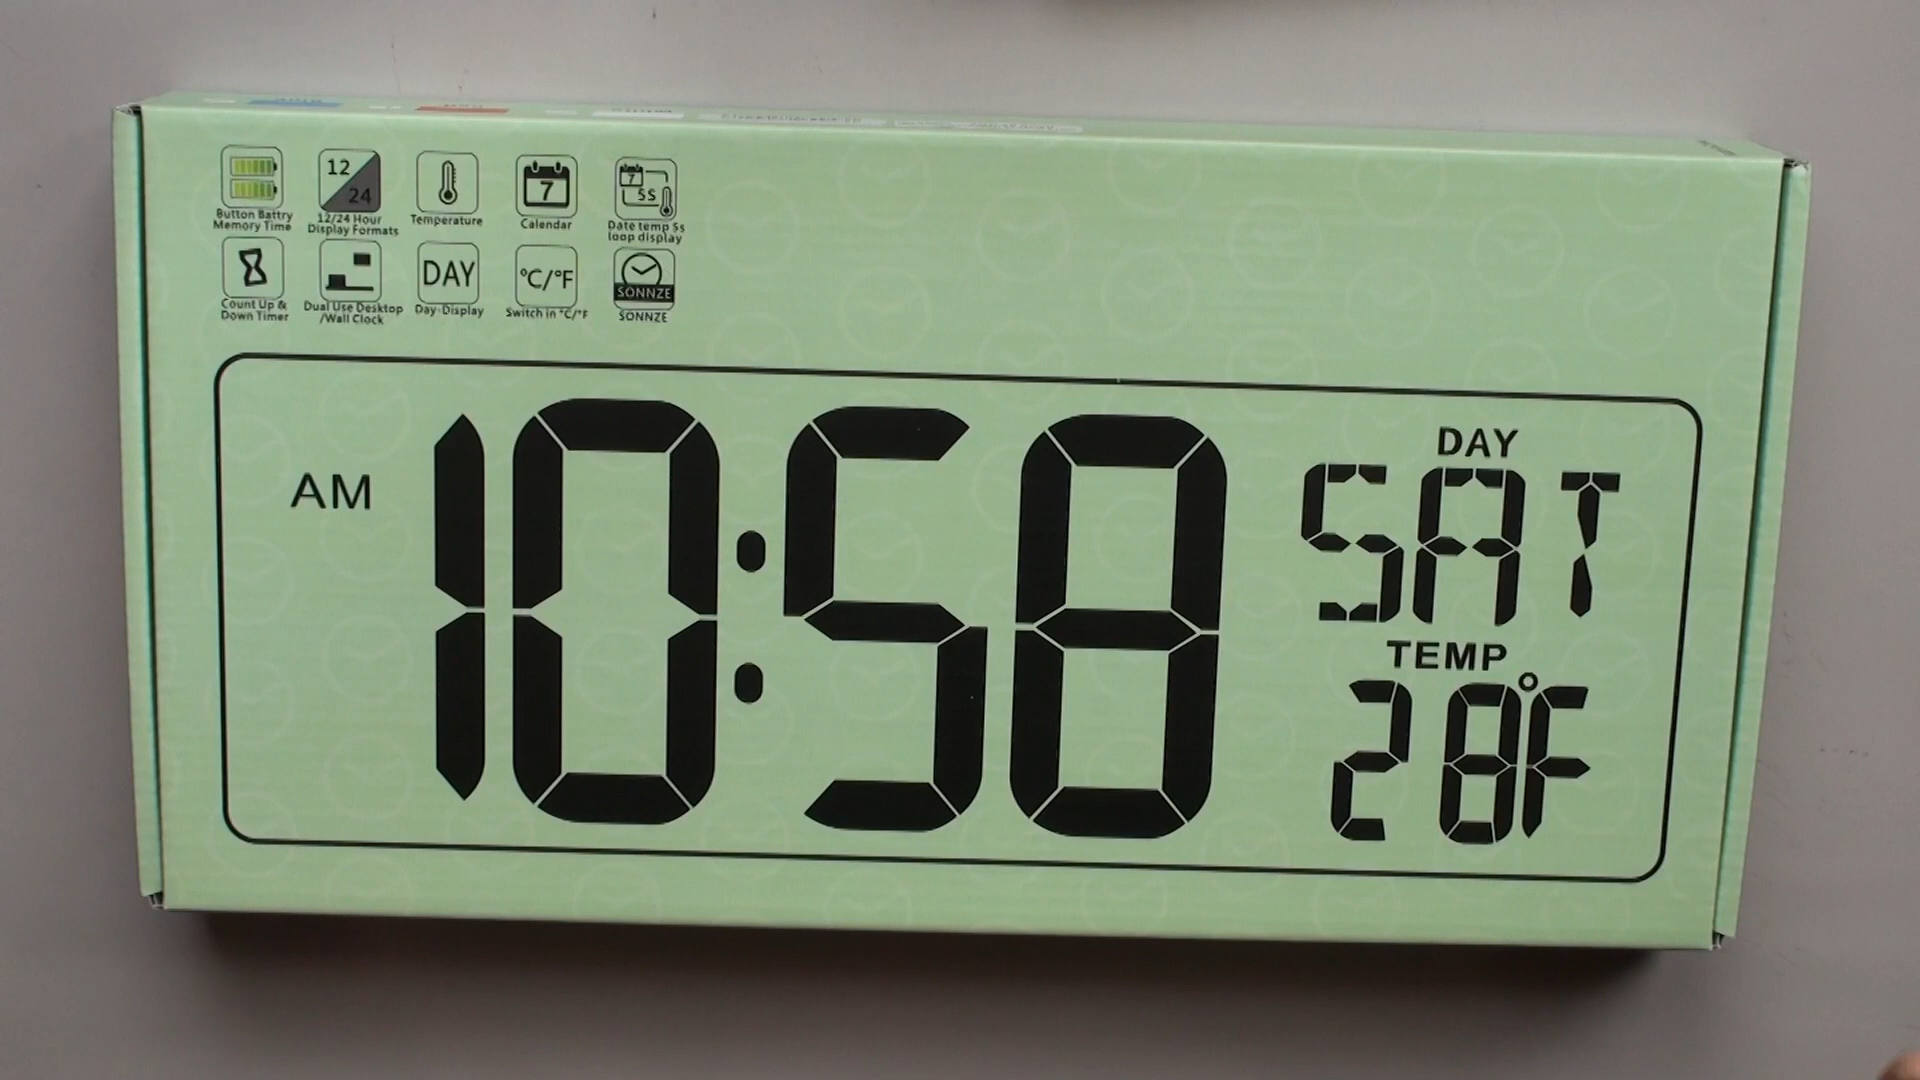 12
24
7
7
5S
Button Battry
Memory Time
12/24 Hour
Display Formats
Temperature
Calendar
Date temp 5s
loop display
DAY
°C/°F
SONNZE
Count Up &
Down Timer
Dual Use Desktop
/Wall Clock
Day-Display
Switch in °C/°F
SONNZE
AM
10:58
DAY
SAT
TEMP
28°F